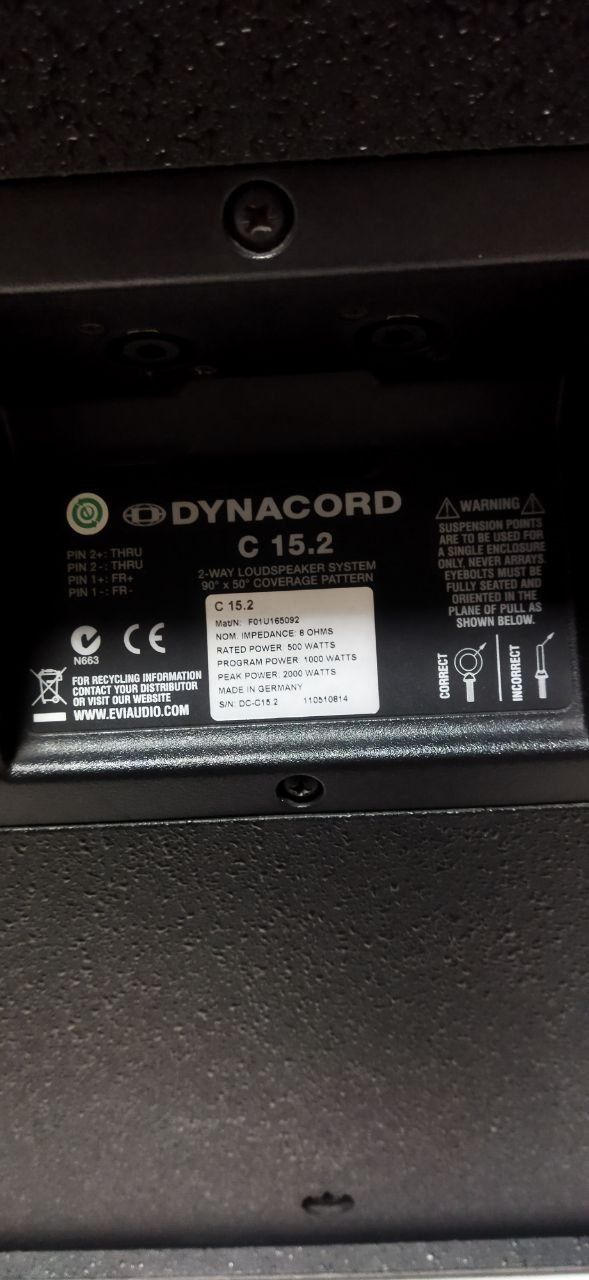 DYNACORD
C 15.2
2-WAY LOUDSPEAKER SYSTEM
90° x 50° COVERAGE PATTERN
PIN 2+: THRU
PIN 2-: THRU
PIN 1+: FR+
PIN 1-: FR-
N663
CE
FOR RECYCLING INFORMATION
CONTACT YOUR DISTRIBUTOR
OR VISIT OUR WEBSITE
WWW.EVIAUDIO.COM
C 15.2
Mat/N: F01U165092
NOM. IMPEDANCE: 8 OHMS
RATED POWER: 500 WATTS
PROGRAM POWER: 1000 WATTS
PEAK POWER: 2000 WATTS
MADE IN GERMANY
S/N: DC-C15.2 110510814
WARNING
SUSPENSION POINTS
ARE TO BE USED FOR
A SINGLE ENCLOSURE
ONLY, NEVER ARRAYS.
EYEBOLTS MUST BE
FULLY SEATED AND
ORIENTED IN THE
PLANE OF PULL AS
SHOWN BELOW.
CORRECT
INCORRECT